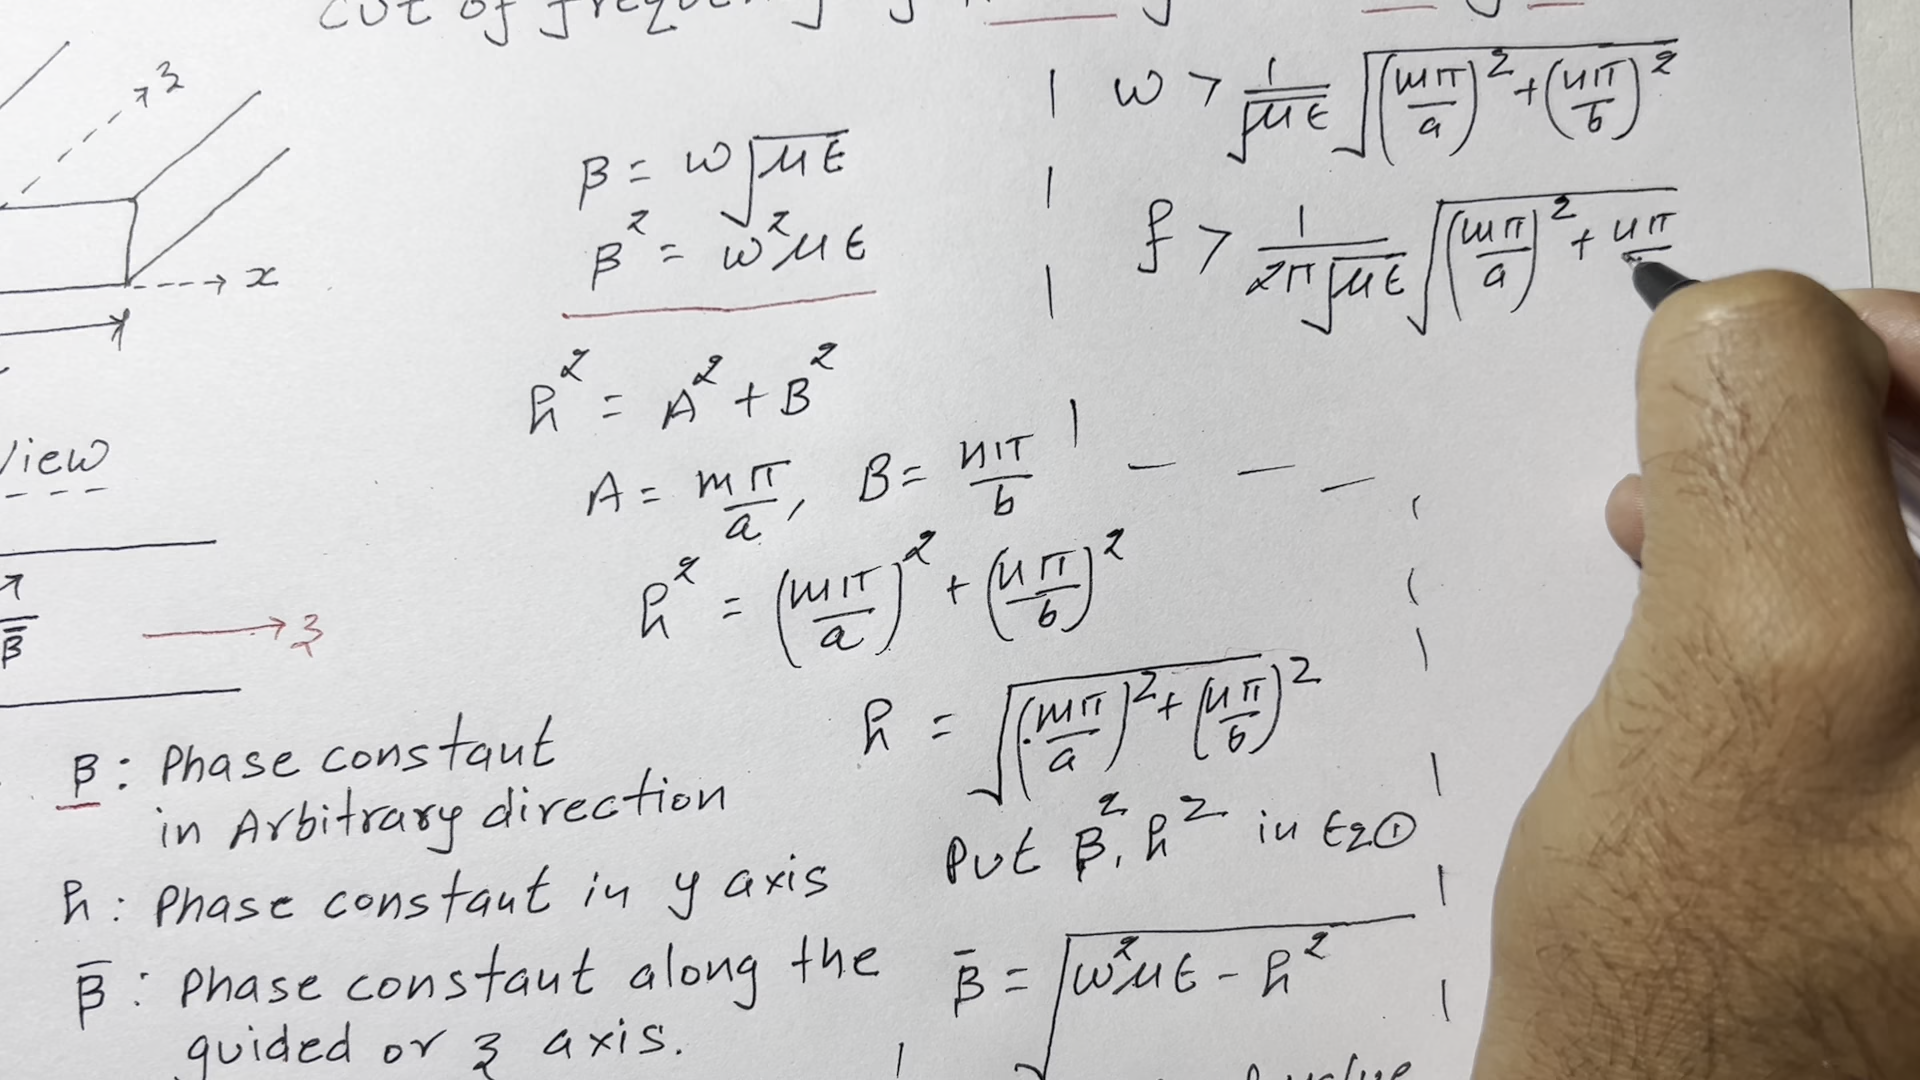 cut of frequency of
z
x
View
β̅
z
β: Phase constant
in Arbitrary direction
h: Phase constant in y axis
β̅: Phase constant along the
guided or z axis.
β = ω√(με)
β² = ω²με
h² = A² + B²
A = mπ/a, B = nπ/b
h² = (mπ/a)² + (nπ/b)²
h = √((mπ/a)² + (nπ/b)²)
Put β², h² in Eq①
β̅ = √(ω²με - h²)
value
ω > 1/√(με) √((mπ/a)² + (nπ/b)²)
f > 1/(2π√(με)) √((mπ/a)² + nπ